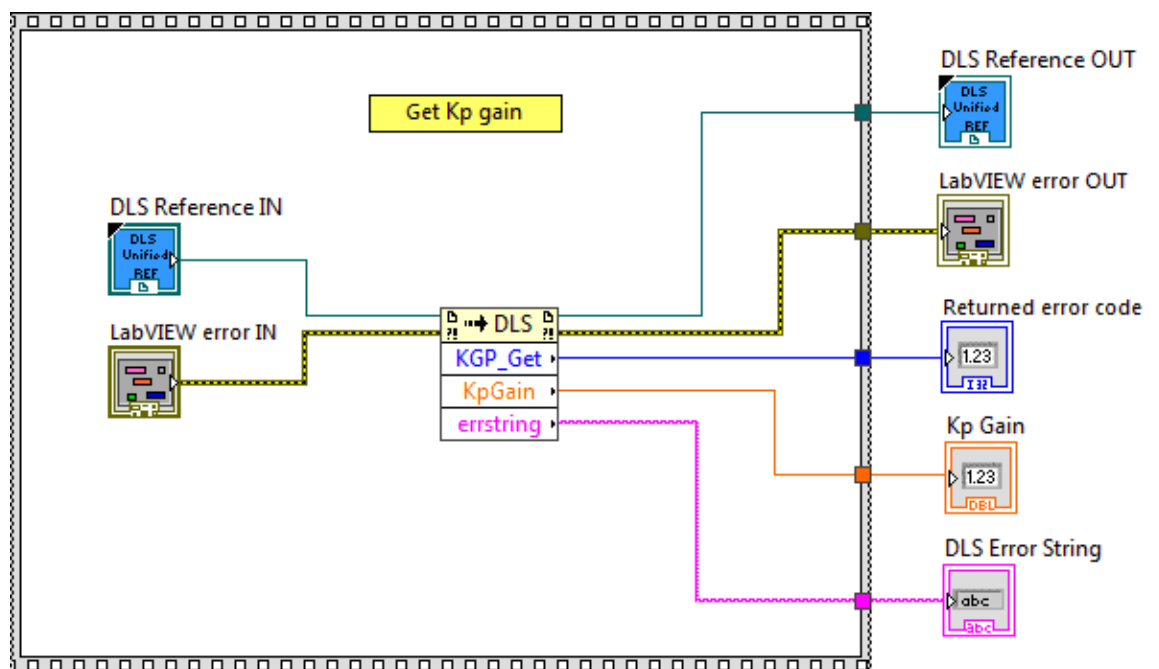 DLS Reference OUT
DLS
Unified
REF
Get Kp gain
LabVIEW error OUT
DLS Reference IN
DLS
Unified
REF
LabVIEW error IN
DLS
KGP_Get
KpGain
errstring
Returned error code
1.23
I32
Kp Gain
1.23
DBL
DLS Error String
abc
abc